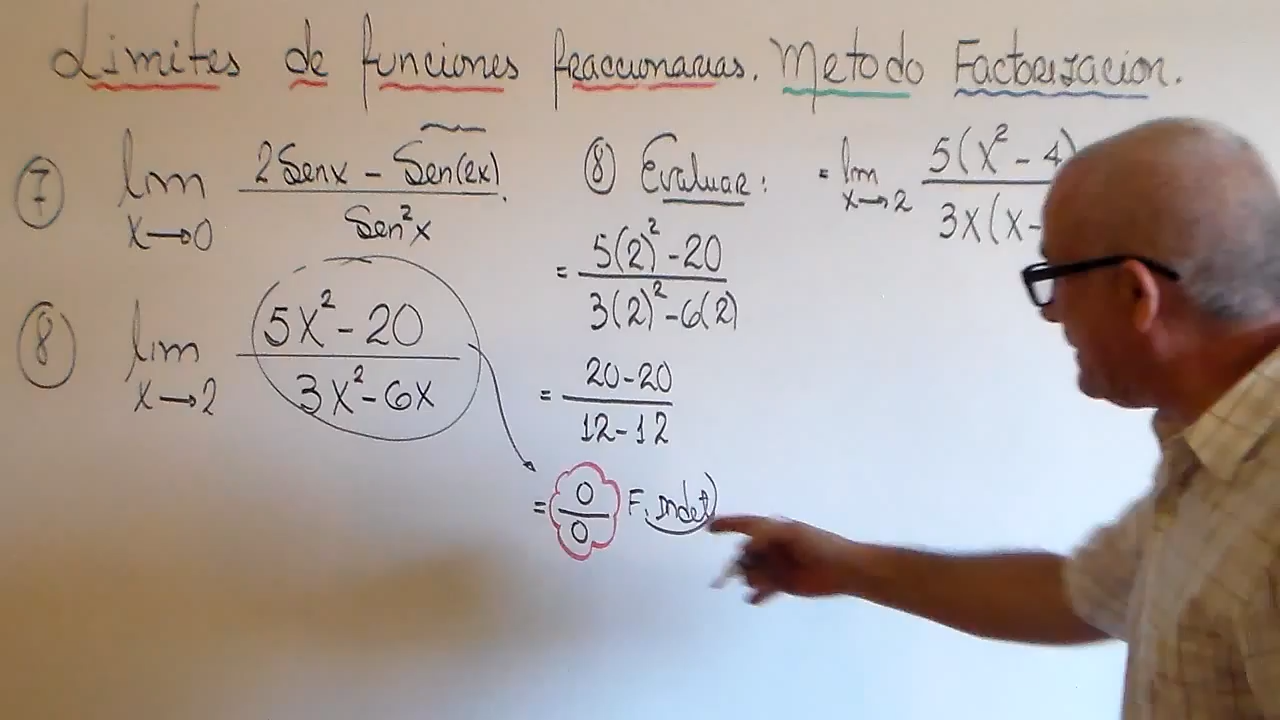 Limites de funciones fraccionarias. Metodo Factorizacion.
⑦ lim x→0 2Senx - Sen(2x) / Sen²x.
⑧ lim x→2 5x² - 20 / 3x² - 6x
⑧ Evaluar:
= 5(2)² - 20 / 3(2)² - 6(2)
= 20 - 20 / 12 - 12
= 0 / 0 F. indet
= lim x→2 5(x² - 4) / 3x(x -